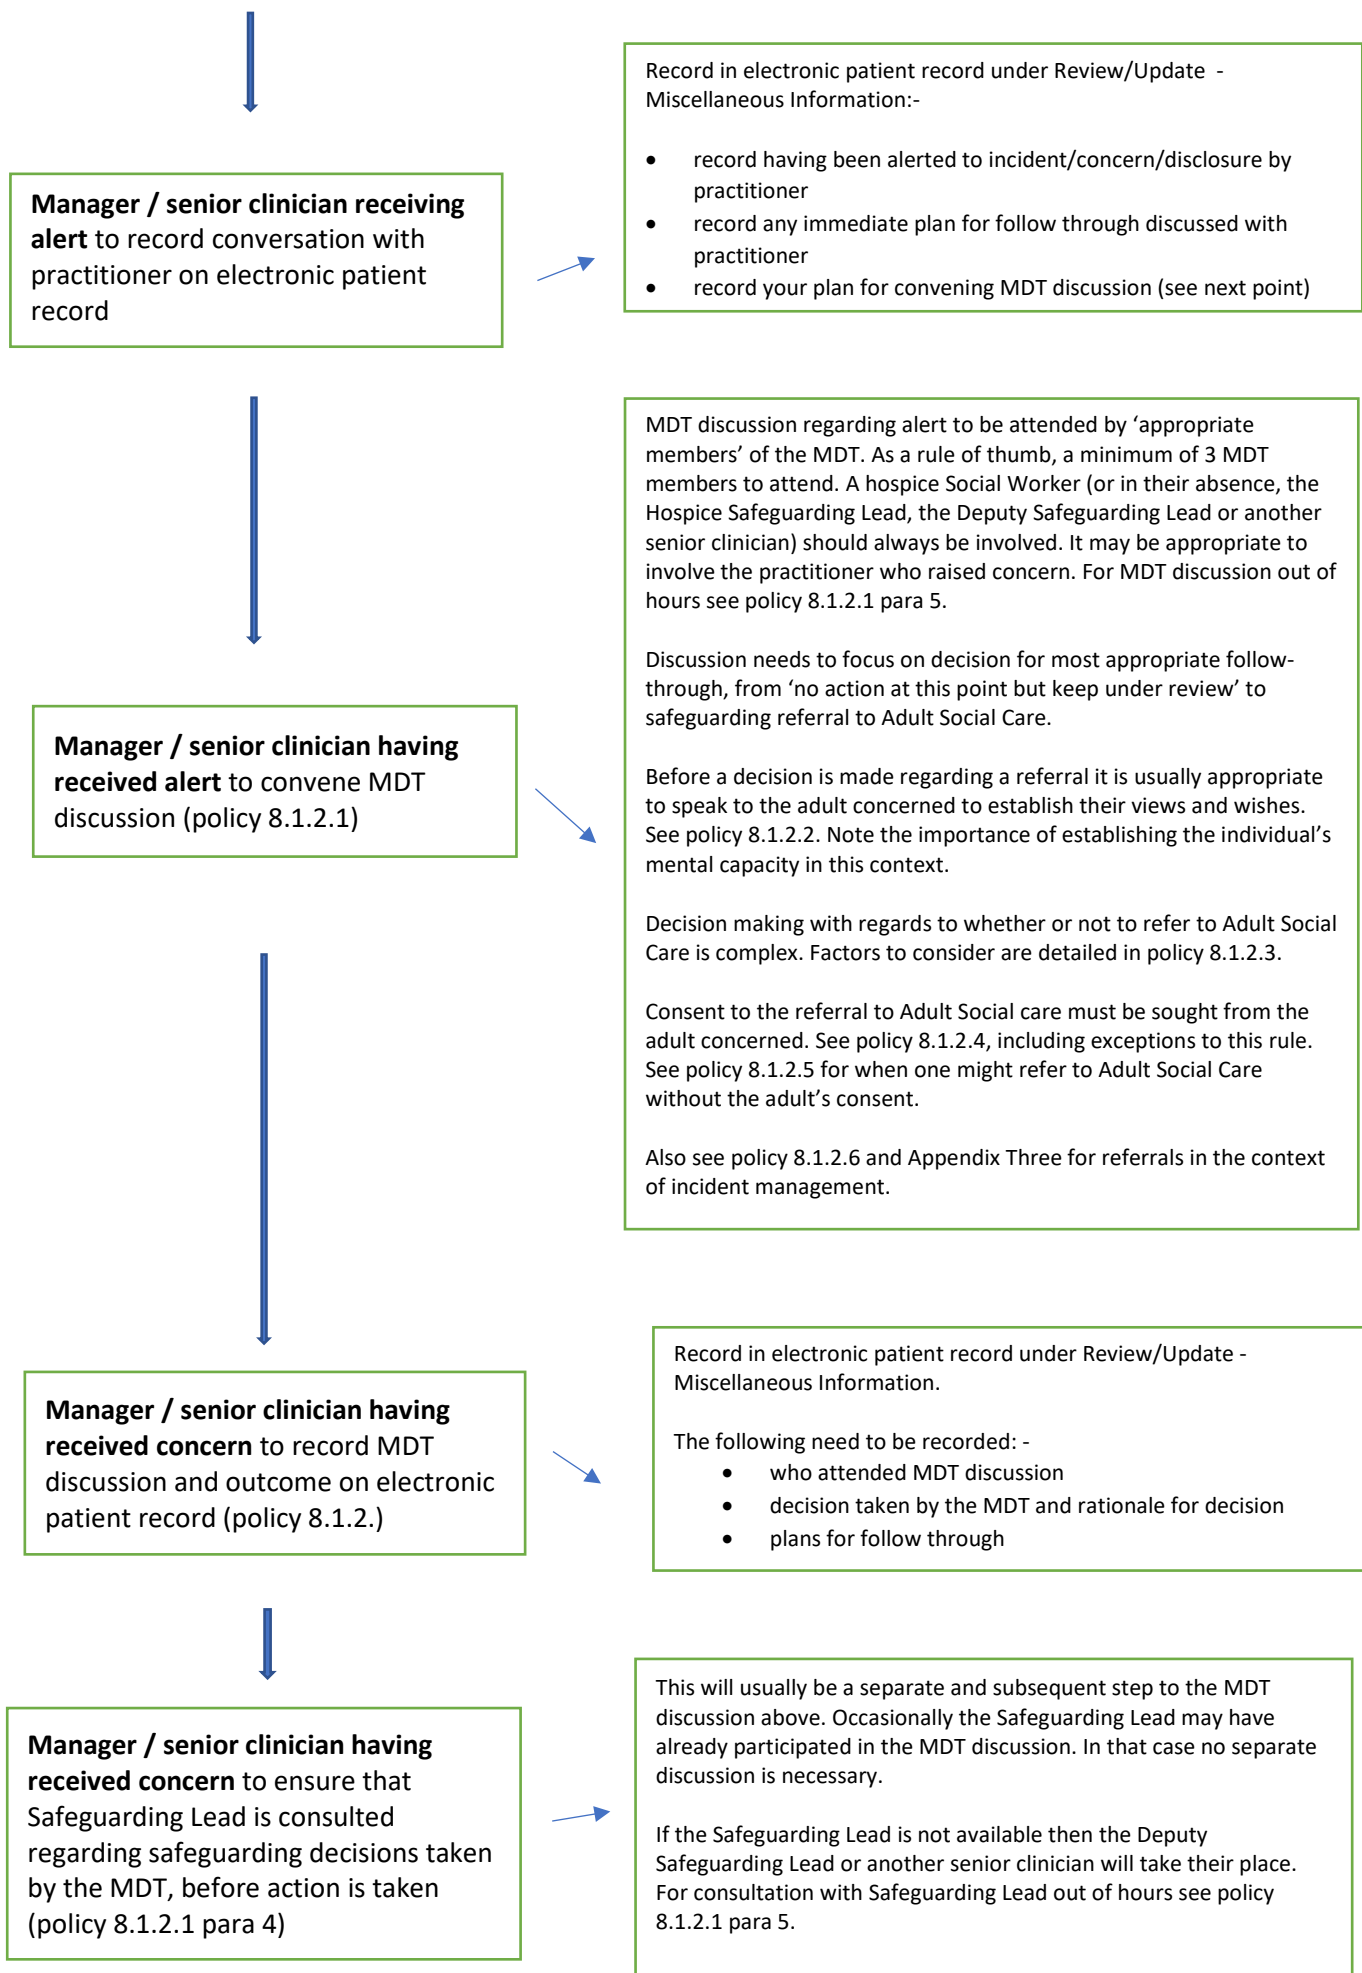 Manager / senior clinician receiving
alert to record conversation with
practitioner on electronic patient
record
Record in electronic patient record under Review/Update  -
Miscellaneous Information:-
• record having been alerted to incident/concern/disclosure by
practitioner
• record any immediate plan for follow through discussed with
practitioner
• record your plan for convening MDT discussion (see next point)
Manager / senior clinician having
received alert to convene MDT
discussion (policy 8.1.2.1)
MDT discussion regarding alert to be attended by ‘appropriate
members’ of the MDT. As a rule of thumb, a minimum of 3 MDT
members to attend. A hospice Social Worker (or in their absence, the
Hospice Safeguarding Lead, the Deputy Safeguarding Lead or another
senior clinician) should always be involved. It may be appropriate to
involve the practitioner who raised concern. For MDT discussion out of
hours see policy 8.1.2.1 para 5.
Discussion needs to focus on decision for most appropriate follow-
through, from ‘no action at this point but keep under review’ to
safeguarding referral to Adult Social Care.
Before a decision is made regarding a referral it is usually appropriate
to speak to the adult concerned to establish their views and wishes.
See policy 8.1.2.2. Note the importance of establishing the individual’s
mental capacity in this context.
Decision making with regards to whether or not to refer to Adult Social
Care is complex. Factors to consider are detailed in policy 8.1.2.3.
Consent to the referral to Adult Social care must be sought from the
adult concerned. See policy 8.1.2.4, including exceptions to this rule.
See policy 8.1.2.5 for when one might refer to Adult Social Care
without the adult’s consent.
Also see policy 8.1.2.6 and Appendix Three for referrals in the context
of incident management.
Manager / senior clinician having
received concern to record MDT
discussion and outcome on electronic
patient record (policy 8.1.2.)
Record in electronic patient record under Review/Update -
Miscellaneous Information.
The following need to be recorded: -
• who attended MDT discussion
• decision taken by the MDT and rationale for decision
• plans for follow through
Manager / senior clinician having
received concern to ensure that
Safeguarding Lead is consulted
regarding safeguarding decisions taken
by the MDT, before action is taken
(policy 8.1.2.1 para 4)
This will usually be a separate and subsequent step to the MDT
discussion above. Occasionally the Safeguarding Lead may have
already participated in the MDT discussion. In that case no separate
discussion is necessary.
If the Safeguarding Lead is not available then the Deputy
Safeguarding Lead or another senior clinician will take their place.
For consultation with Safeguarding Lead out of hours see policy
8.1.2.1 para 5.